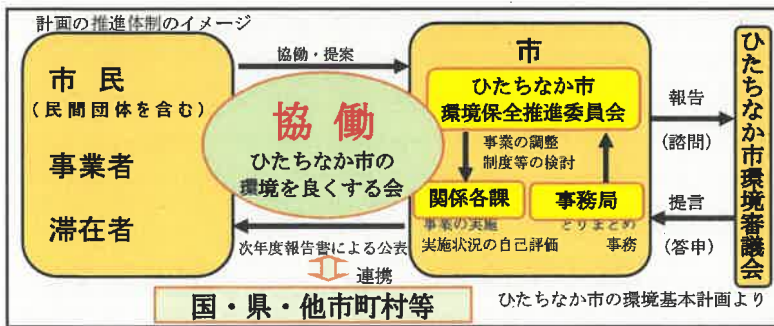 計画の推進体制のイメージ
市民
(民間団体を含む)
事業者
滞在者
協働・提案
協働
ひたちなか市の
環境を良くする会
次年度報告書による公表
連携
国・県・他市町村等
市
ひたちなか市
環境保全推進委員会
事業の調整
制度等の検討
関係各課
事業の実施
実施状況の自己評価
事務局
とりまとめ
事務
報告
(諮問)
提言
(答申)
ひたちなか市環境審議会
ひたちなか市の環境基本計画より